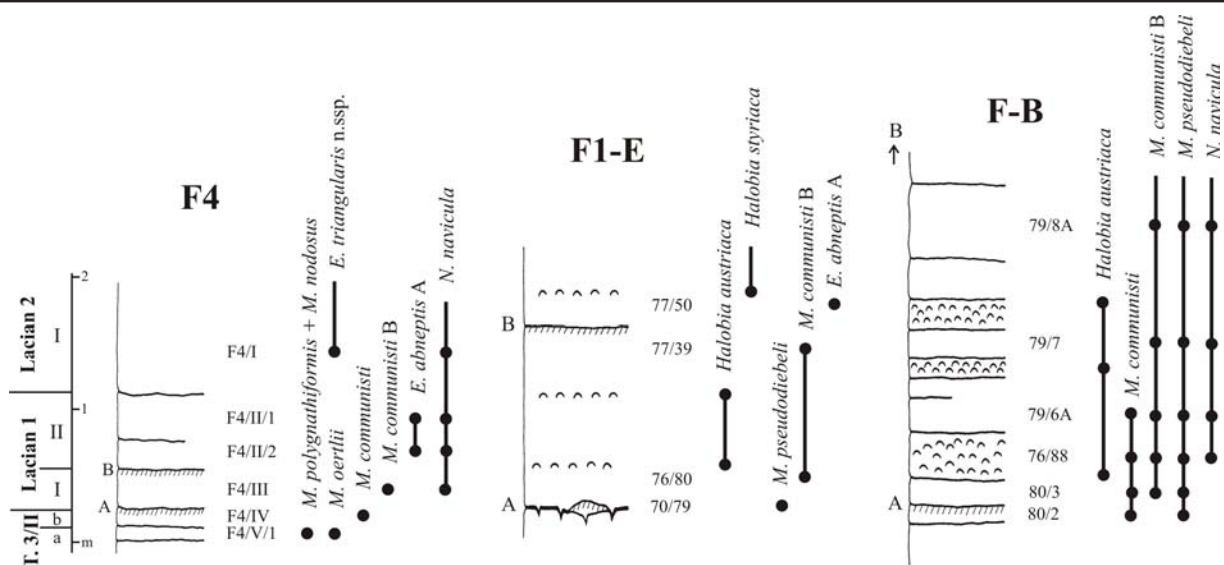 F4
F1-E
F-B
Lacian 2
Lacian 1
T. 3/II
I
II
I
b
a
2
1
m
B
A
F4/I
F4/II/1
F4/II/2
F4/III
F4/IV
F4/V/1
M. polygnathiformis + M. nodosus
M. oertlii
E. triangularis n.ssp.
M. communisti
M. communisti B
E. abneptis A
N. navicula
B
A
77/50
77/39
76/80
70/79
Halobia austriaca
Halobia styriaca
M. pseudodiebeli
M. communisti B
E. abneptis A
B
A
79/8A
79/7
79/6A
76/88
80/3
80/2
Halobia austriaca
M. communisti
M. communisti B
M. pseudodiebeli
N. navicula